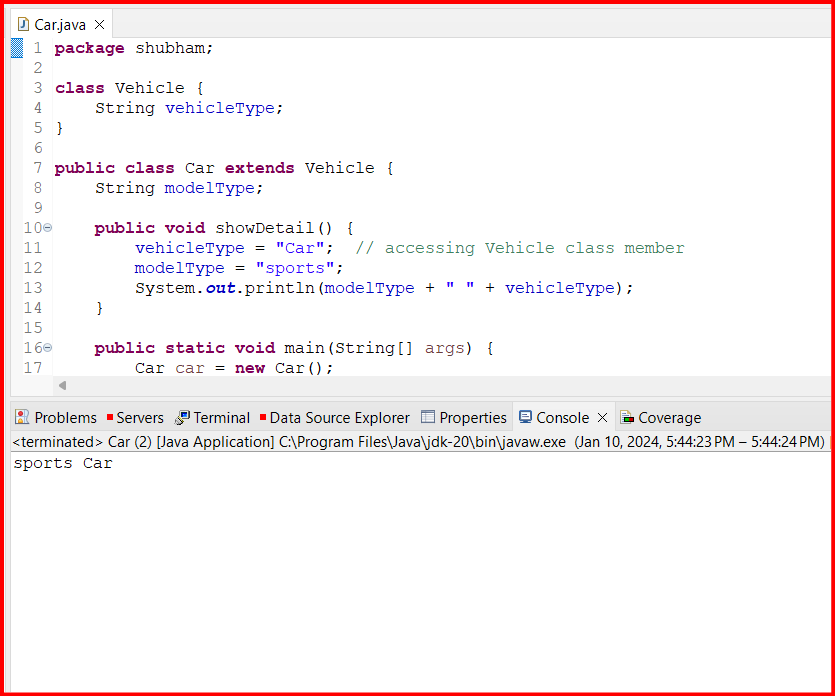 Car.java
1 package shubham;
2
3 class Vehicle {
4     String vehicleType;
5 }
6
7 public class Car extends Vehicle {
8     String modelType;
9
10     public void showDetail() {
11         vehicleType = "Car";  // accessing Vehicle class member
12         modelType = "sports";
13         System.out.println(modelType + " " + vehicleType);
14     }
15
16     public static void main(String[] args) {
17         Car car = new Car();
Problems Servers Terminal Data Source Explorer Properties Console Coverage
<terminated> Car (2) [Java Application] C:\Program Files\Java\jdk-20\bin\javaw.exe  (Jan 10, 2024, 5:44:23 PM – 5:44:24 PM)
sports Car